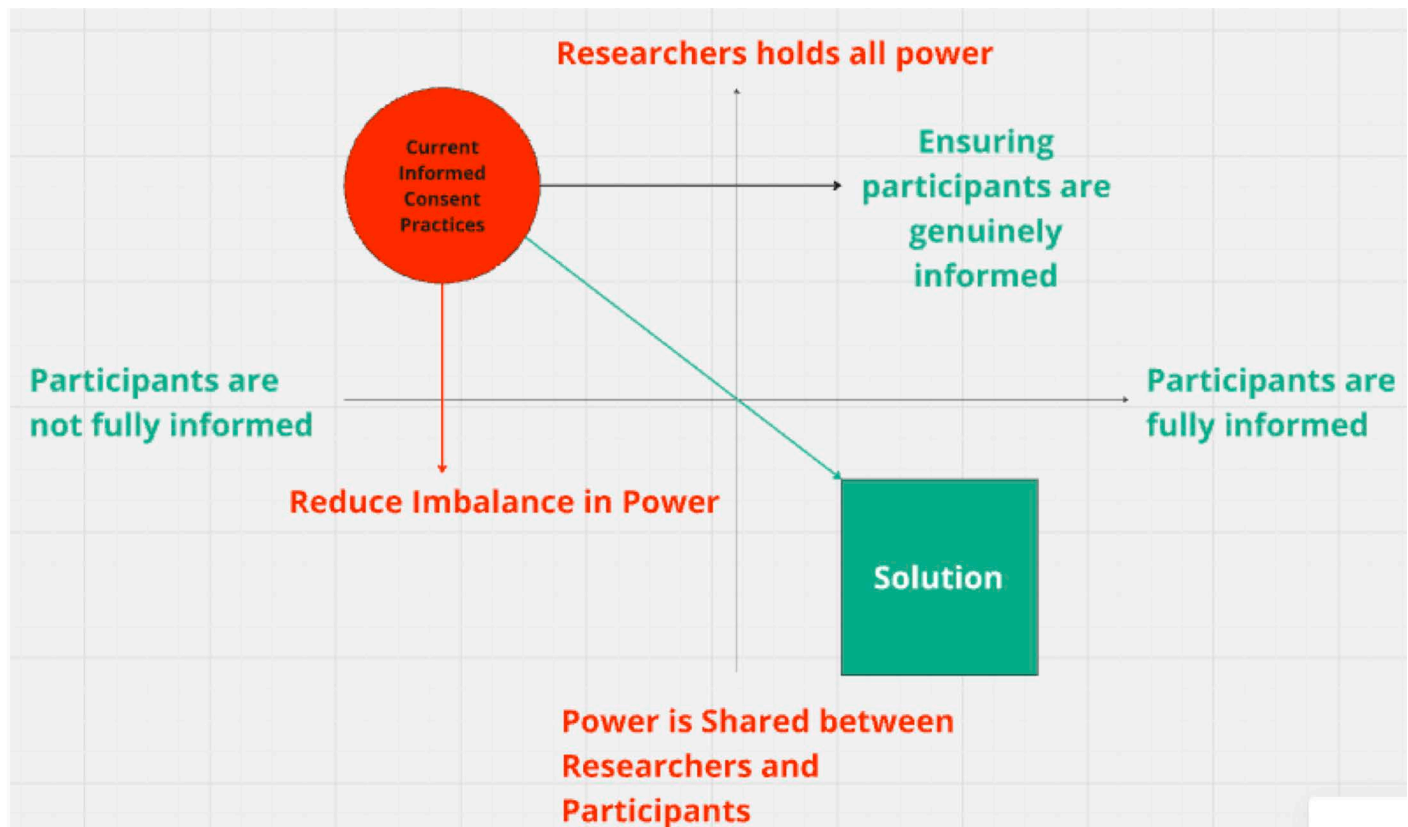 Researchers holds all power
Current
Informed
Consent
Practices
Ensuring
participants are
genuinely
informed
Participants are
not fully informed
Participants are
fully informed
Reduce Imbalance in Power
Solution
Power is Shared between
Researchers and
Participants